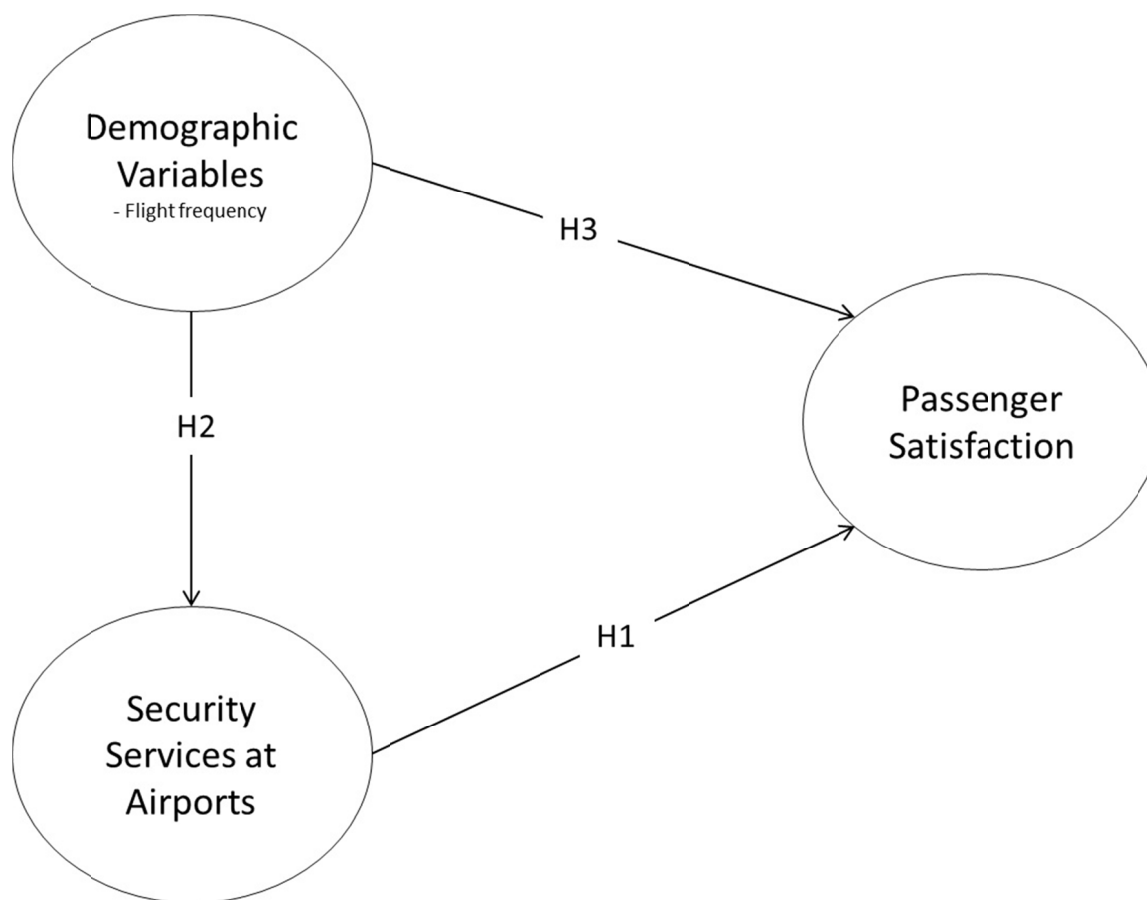 Demographic
Variables
- Flight frequency
H3
Passenger
Satisfaction
H2
H1
Security
Services at
Airports